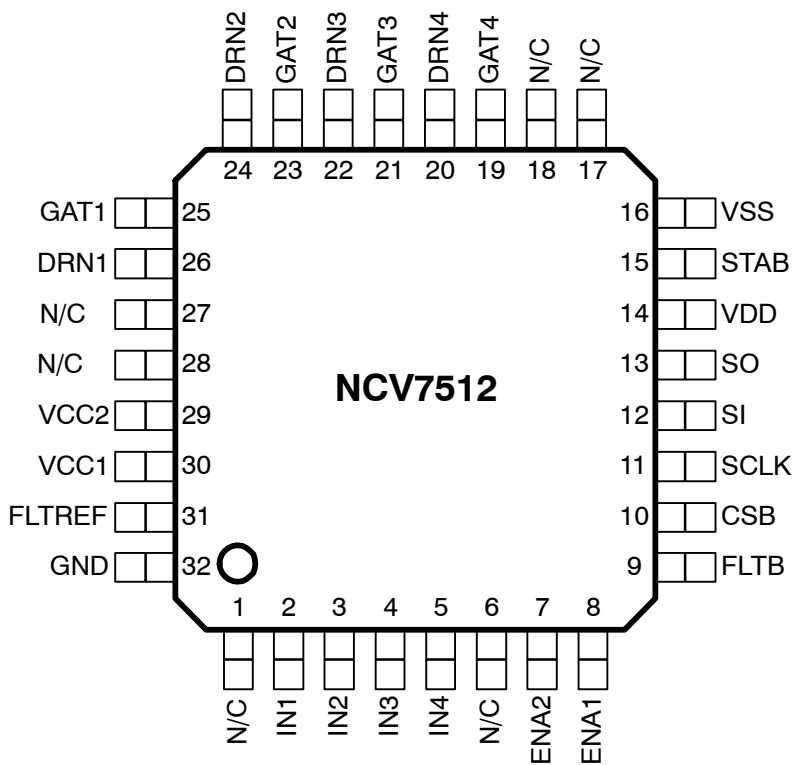 DRN2 GAT2 DRN3 GAT3 DRN4 GAT4 N/C N/C
24 23 22 21 20 19 18 17
GAT1 25 16 VSS
DRN1 26 15 STAB
N/C 27 14 VDD
N/C 28 13 SO
NCV7512
VCC2 29 12 SI
VCC1 30 11 SCLK
FLTREF 31 10 CSB
GND 32 9 FLTB
1 2 3 4 5 6 7 8
N/C IN1 IN2 IN3 IN4 N/C ENA2 ENA1